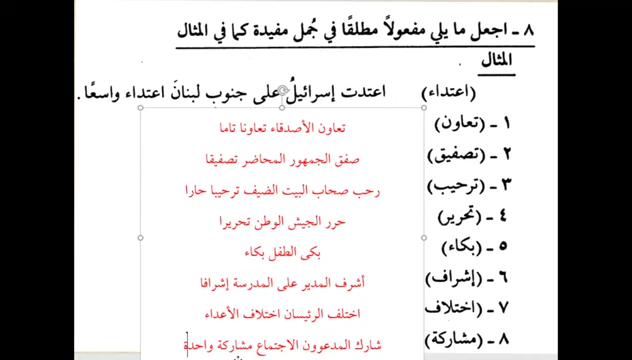 ٨ ـ اجعل ما يلي مفعولاً مطلقًا في جُمل مفيدة كما في المثال
المثال
(اعتداء) اعتدت إسرائيلُ على جنوب لبنانَ اعتداء واسعًا .
١ ـ (تعاون) تعاون الأصدقاء تعاونا تاما
٢ ـ (تصفيق) صفق الجمهور المحاضر تصفيقا
٣ ـ (ترحيب) رحب صحاب البيت الضيف ترحيبا حارا
٤ ـ (تحرير) حرر الجيش الوطن تحريرا
٥ ـ (بكاء) بكى الطفل بكاء
٦ ـ (إشراف) أشرف المدير على المدرسة إشرافا
٧ ـ (اختلاف) اختلف الرئيسان اختلاف الأعداء
٨ ـ (مشاركة) شارك المدعوون الاجتماع مشاركة واحدة